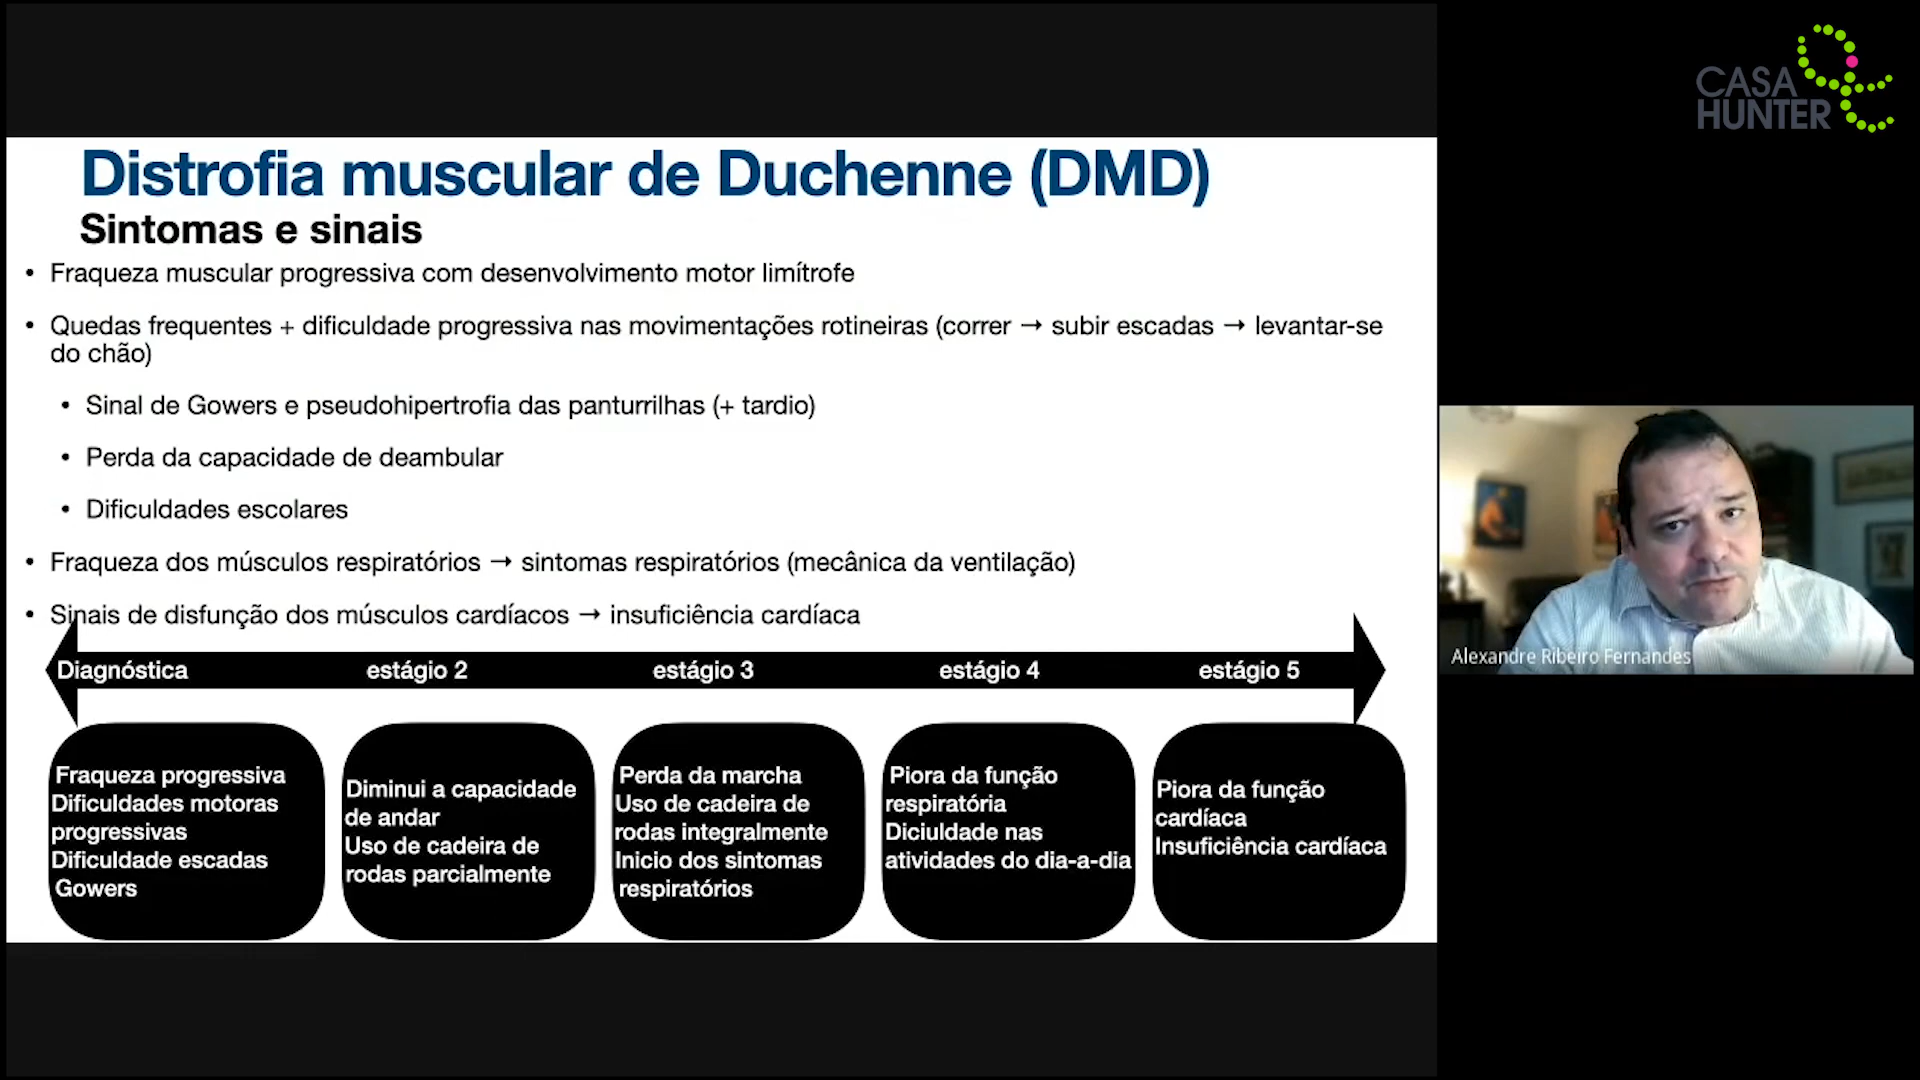 CASA
HUNTER
Distrofia muscular de Duchenne (DMD)
Sintomas e sinais
• Fraqueza muscular progressiva com desenvolvimento motor limítrofe
• Quedas frequentes + dificuldade progressiva nas movimentações rotineiras (correr → subir escadas → levantar-se
do chão)
• Sinal de Gowers e pseudohipertrofia das panturrilhas (+ tardio)
• Perda da capacidade de deambular
• Dificuldades escolares
• Fraqueza dos músculos respiratórios → sintomas respiratórios (mecânica da ventilação)
• Sinais de disfunção dos músculos cardíacos → insuficiência cardíaca
Diagnóstica
estágio 2
estágio 3
estágio 4
estágio 5
Fraqueza progressiva
Dificuldades motoras
progressivas
Dificuldade escadas
Gowers
Diminui a capacidade
de andar
Uso de cadeira de
rodas parcialmente
Perda da marcha
Uso de cadeira de
rodas integralmente
Inicio dos sintomas
respiratórios
Piora da função
respiratória
Diciuldade nas
atividades do dia-a-dia
Piora da função
cardíaca
Insuficiência cardíaca
Alexandre Ribeiro Fernandes